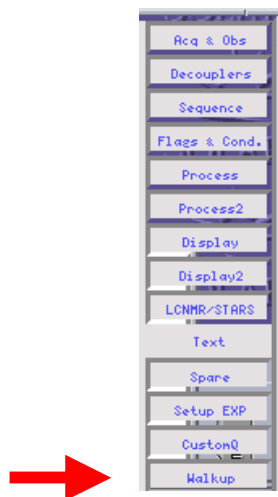 Acq & Obs
Decouplers
Sequence
Flags & Cond.
Process
Process2
Display
Display2
LCNMR/STARS
Text
Spare
Setup EXP
CustomQ
Walkup